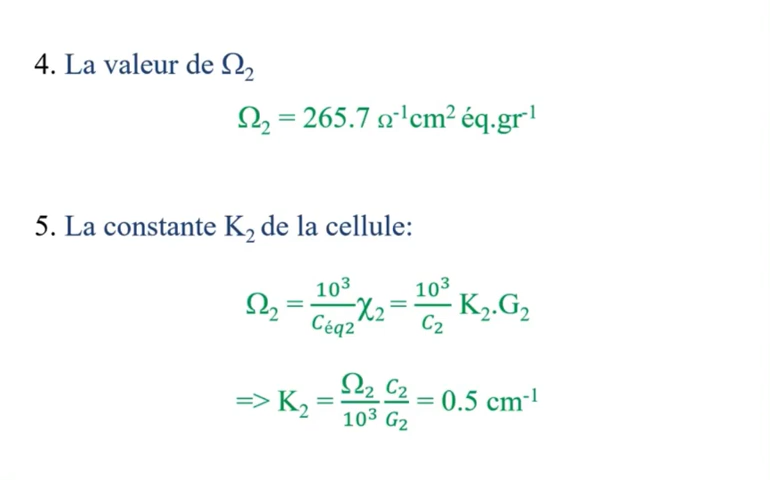 4. La valeur de Ω₂
Ω₂ = 265.7 Ω⁻¹cm² éq.gr⁻¹
5. La constante K₂ de la cellule:
Ω₂ = 10³/Céq2 χ₂ = 10³/C₂ K₂.G₂
=> K₂ = Ω₂/10³ C₂/G₂ = 0.5 cm⁻¹